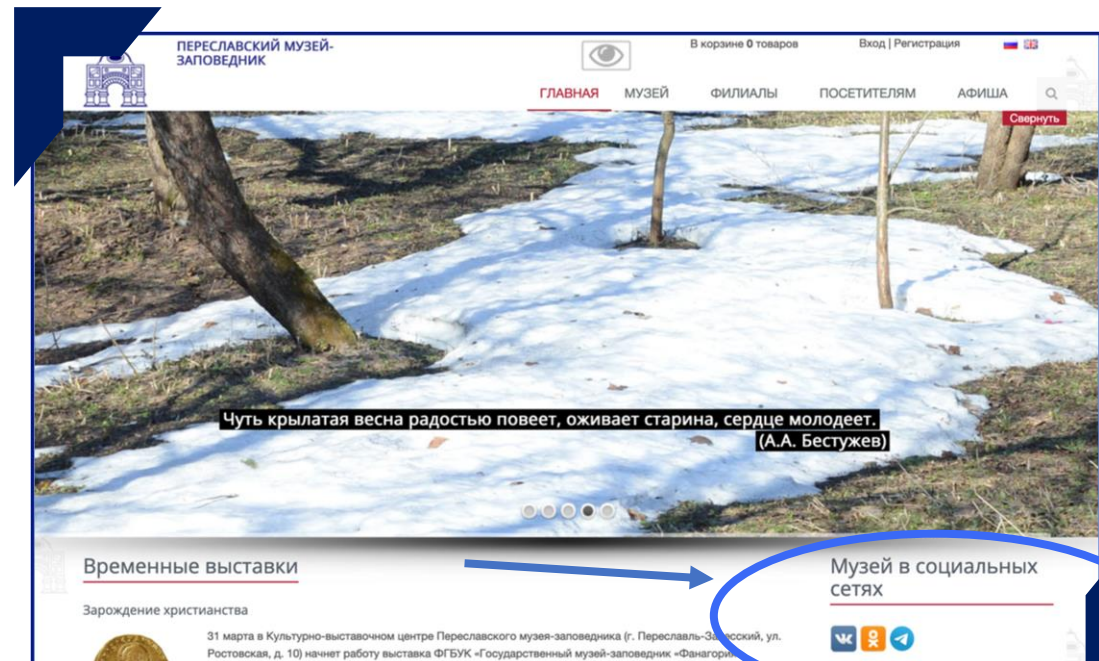 ПЕРЕСЛАВСКИЙ МУЗЕЙ-
ЗАПОВЕДНИК
В корзине 0 товаров
Вход | Регистрация
ГЛАВНАЯ МУЗЕЙ ФИЛИАЛЫ ПОСЕТИТЕЛЯМ АФИША
Свернуть
Чуть крылатая весна радостью повеет, оживает старина, сердце молодеет.
(А.А. Бестужев)
Временные выставки
Зарождение христианства
31 марта в Культурно-выставочном центре Переславского музея-заповедника (г. Переславль-Залесский, ул.
Ростовская, д. 10) начнет работу выставка ФГБУК «Государственный музей-заповедник «Фанагория»
Музей в социальных
сетях